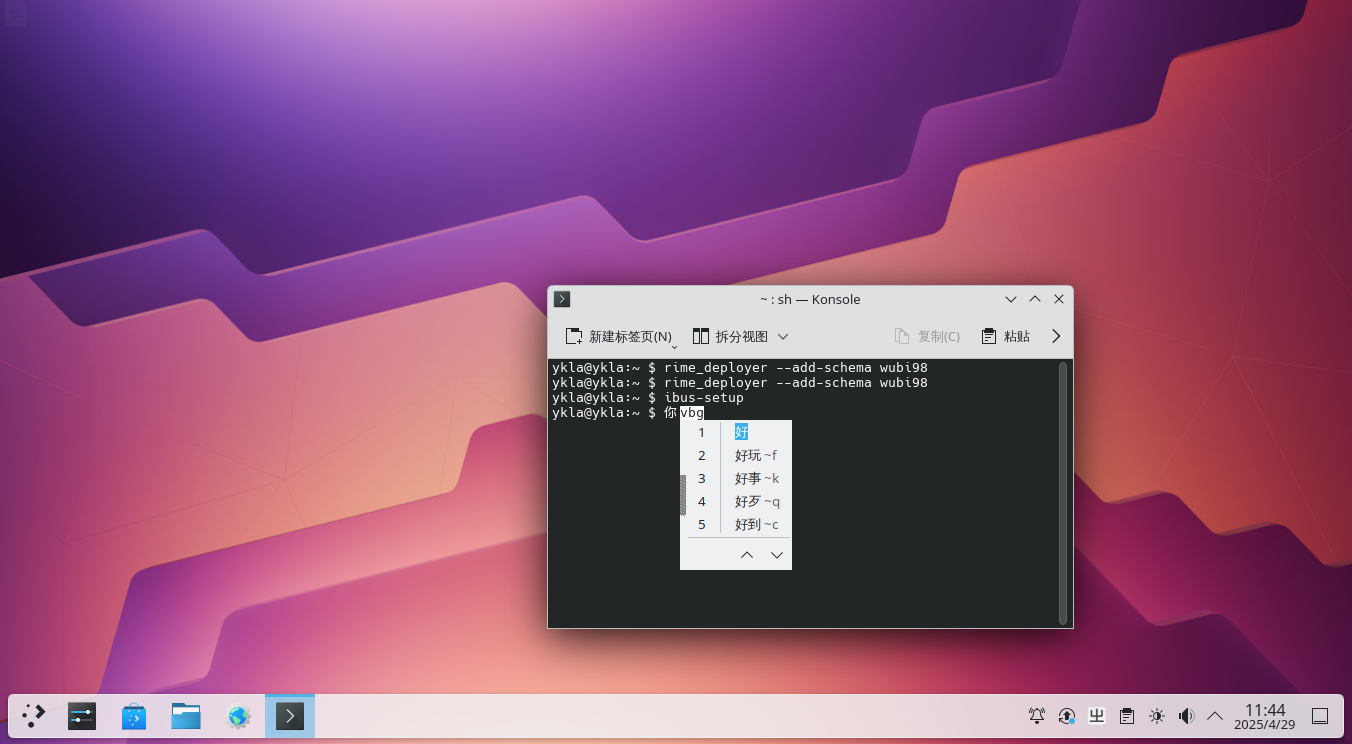 ~ : sh — Konsole
新建标签页(N) 拆分视图 复制(C) 粘贴
ykla@ykla:~ $ rime_deployer --add-schema wubi98
ykla@ykla:~ $ rime_deployer --add-schema wubi98
ykla@ykla:~ $ ibus-setup
ykla@ykla:~ $ 你vbg
1 好
2 好玩 ~f
3 好事 ~k
4 好歹 ~q
5 好到 ~c
11:44
2025/4/29